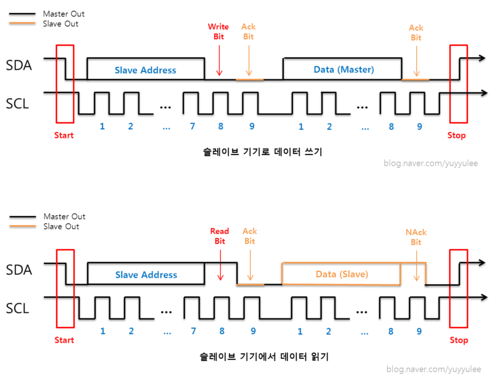 Master Out
Slave Out
Write Bit
Ack Bit
Ack Bit
SDA
Slave Address
Data (Master)
SCL
...
...
1 2 ... 7 8 9 1 2 ... 8 9
Start
Stop
슬레이브 기기로 데이터 쓰기
blog.naver.com/yuyyulee
Master Out
Slave Out
Read Bit
Ack Bit
NAck Bit
SDA
Slave Address
Data (Slave)
SCL
...
...
1 2 ... 7 8 9 1 2 ... 8 9
Start
Stop
슬레이브 기기에서 데이터 읽기
blog.naver.com/yuyyulee